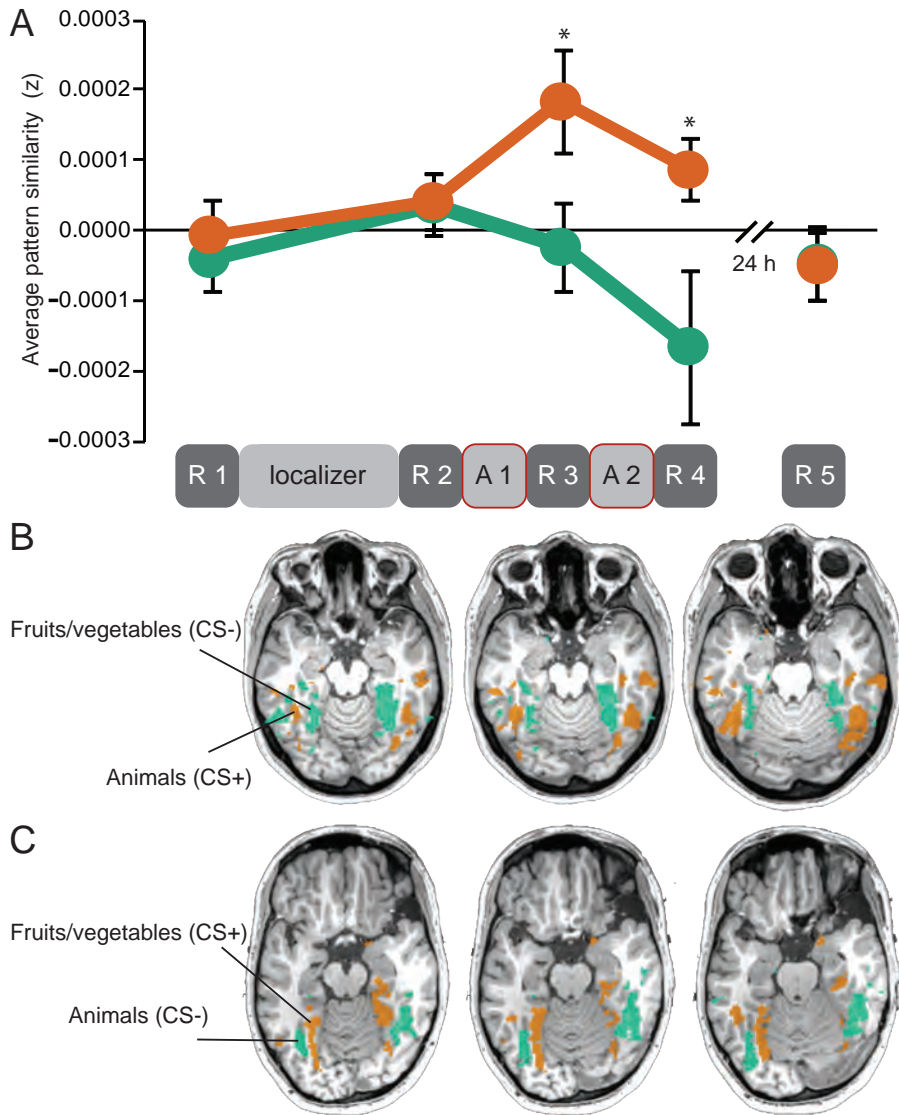 A
Average pattern similarity (z)
0.0003
0.0002
0.0001
0.0000
−0.0001
−0.0002
−0.0003
*
*
24 h
R 1 localizer R 2 A 1 R 3 A 2 R 4 R 5
B
Fruits/vegetables (CS-)
Animals (CS+)
C
Fruits/vegetables (CS+)
Animals (CS-)